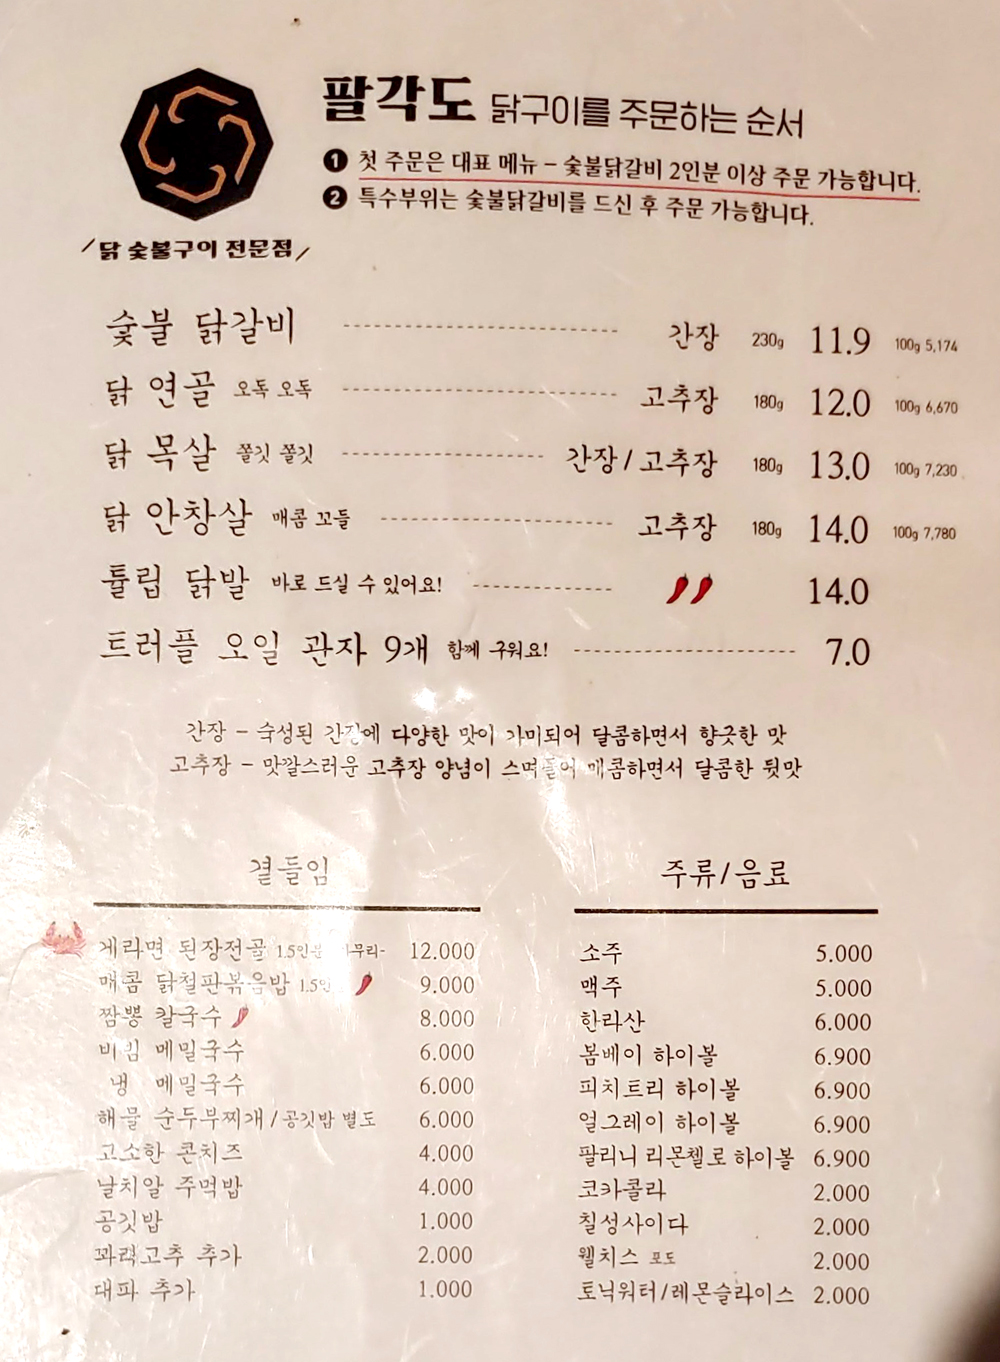 팔각도 닭구이를 주문하는 순서
❶ 첫 주문은 대표 메뉴 – 숯불닭갈비 2인분 이상 주문 가능합니다.
❷ 특수부위는 숯불닭갈비를 드신 후 주문 가능합니다.
/ 닭 숯불구이 전문점 /
숯불 닭갈비 간장 230g 11.9 100g 5,174
닭 연골 오독 오독 고추장 180g 12.0 100g 6,670
닭 목살 쫄깃 쫄깃 간장 / 고추장 180g 13.0 100g 7,230
닭 안창살 매콤 꼬들 고추장 180g 14.0 100g 7,780
튤립 닭발 바로 드실 수 있어요! 14.0
트러플 오일 관자 9개 함께 구워요! 7.0
간장 – 숙성된 간장에 다양한 맛이 가미되어 달콤하면서 향긋한 맛
고추장 – 맛깔스러운 고추장 양념이 스며들어 매콤하면서 달콤한 뒷맛
곁들임
게라면 된장전골 1.5인분 12.000
매콤 닭철판볶음밥 9.000
짬뽕 칼국수 8.000
비빔 메밀국수 6.000
냉 메밀국수 6.000
해물 순두부찌개 / 공깃밥 별도 6.000
고소한 콘치즈 4.000
날치알 주먹밥 4.000
공깃밥 1.000
꽈리고추 추가 2.000
대파 추가 1.000
주류/음료
소주 5.000
맥주 5.000
한라산 6.000
봄베이 하이볼 6.900
피치트리 하이볼 6.900
얼그레이 하이볼 6.900
팔리니 리몬첼로 하이볼 6.900
코카콜라 2.000
칠성사이다 2.000
웰치스 포도 2.000
토닉워터/레몬슬라이스 2.000